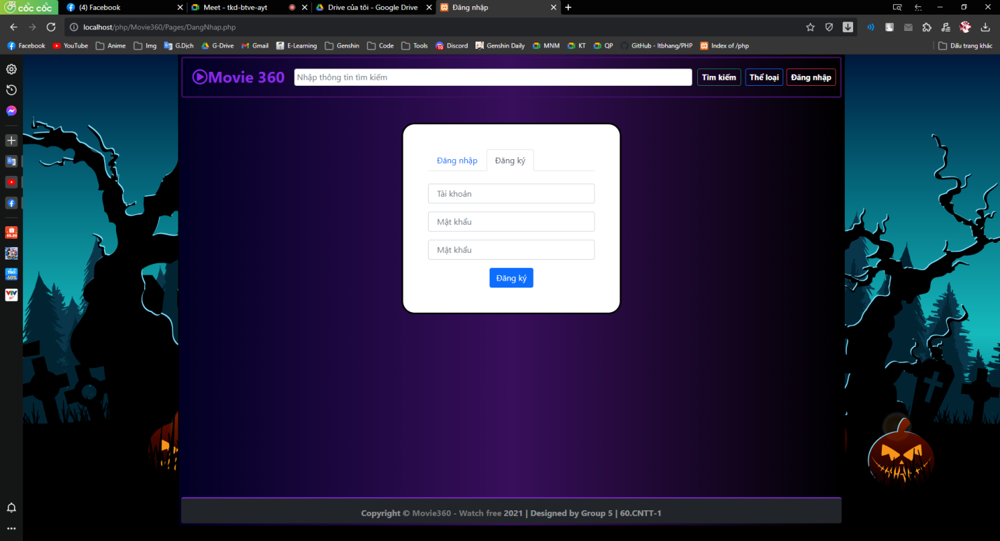 cốc cốc
(4) Facebook
Meet - tkd-btve-ayt
Drive của tôi - Google Drive
Đăng nhập
localhost/php/Movie360/Pages/DangNhap.php
Facebook
YouTube
Anime
Img
G.Dịch
G-Drive
Gmail
E-Learning
Genshin
Code
Tools
Discord
Genshin Daily
MNM
KT
QP
GitHub - ltbhang/PHP
Index of /php
Dấu trang khác
Movie 360
Nhập thông tin tìm kiếm
Tìm kiếm
Thể loại
Đăng nhập
Đăng nhập
Đăng ký
Tài khoản
Mật khẩu
Mật khẩu
Đăng ký
Copyright © Movie360 - Watch free 2021 | Designed by Group 5 | 60.CNTT-1